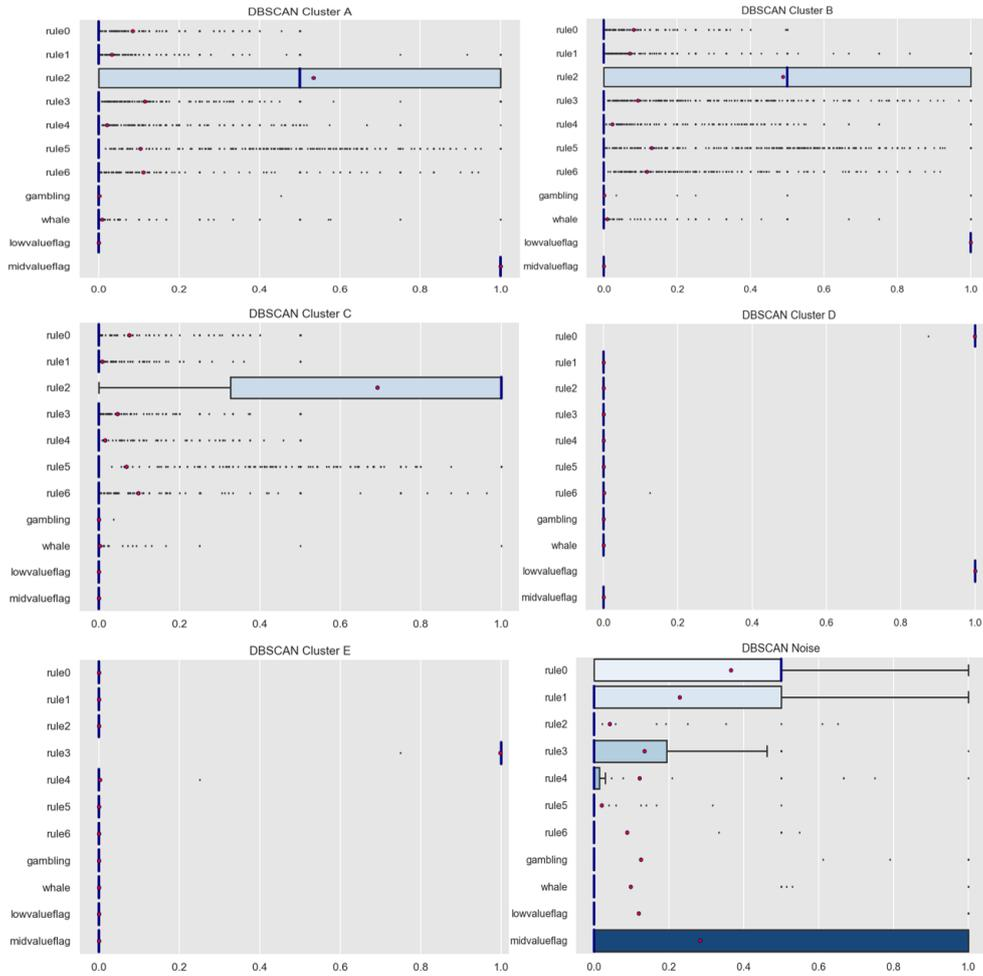 DBSCAN Cluster A
rule0
rule1
rule2
rule3
rule4
rule5
rule6
gambling
whale
lowvalueflag
midvalueflag
0.0 0.2 0.4 0.6 0.8 1.0
DBSCAN Cluster B
rule0
rule1
rule2
rule3
rule4
rule5
rule6
gambling
whale
lowvalueflag
midvalueflag
0.0 0.2 0.4 0.6 0.8 1.0
DBSCAN Cluster C
rule0
rule1
rule2
rule3
rule4
rule5
rule6
gambling
whale
lowvalueflag
midvalueflag
0.0 0.2 0.4 0.6 0.8 1.0
DBSCAN Cluster D
rule0
rule1
rule2
rule3
rule4
rule5
rule6
gambling
whale
lowvalueflag
midvalueflag
0.0 0.2 0.4 0.6 0.8 1.0
DBSCAN Cluster E
rule0
rule1
rule2
rule3
rule4
rule5
rule6
gambling
whale
lowvalueflag
midvalueflag
0.0 0.2 0.4 0.6 0.8 1.0
DBSCAN Noise
rule0
rule1
rule2
rule3
rule4
rule5
rule6
gambling
whale
lowvalueflag
midvalueflag
0.0 0.2 0.4 0.6 0.8 1.0